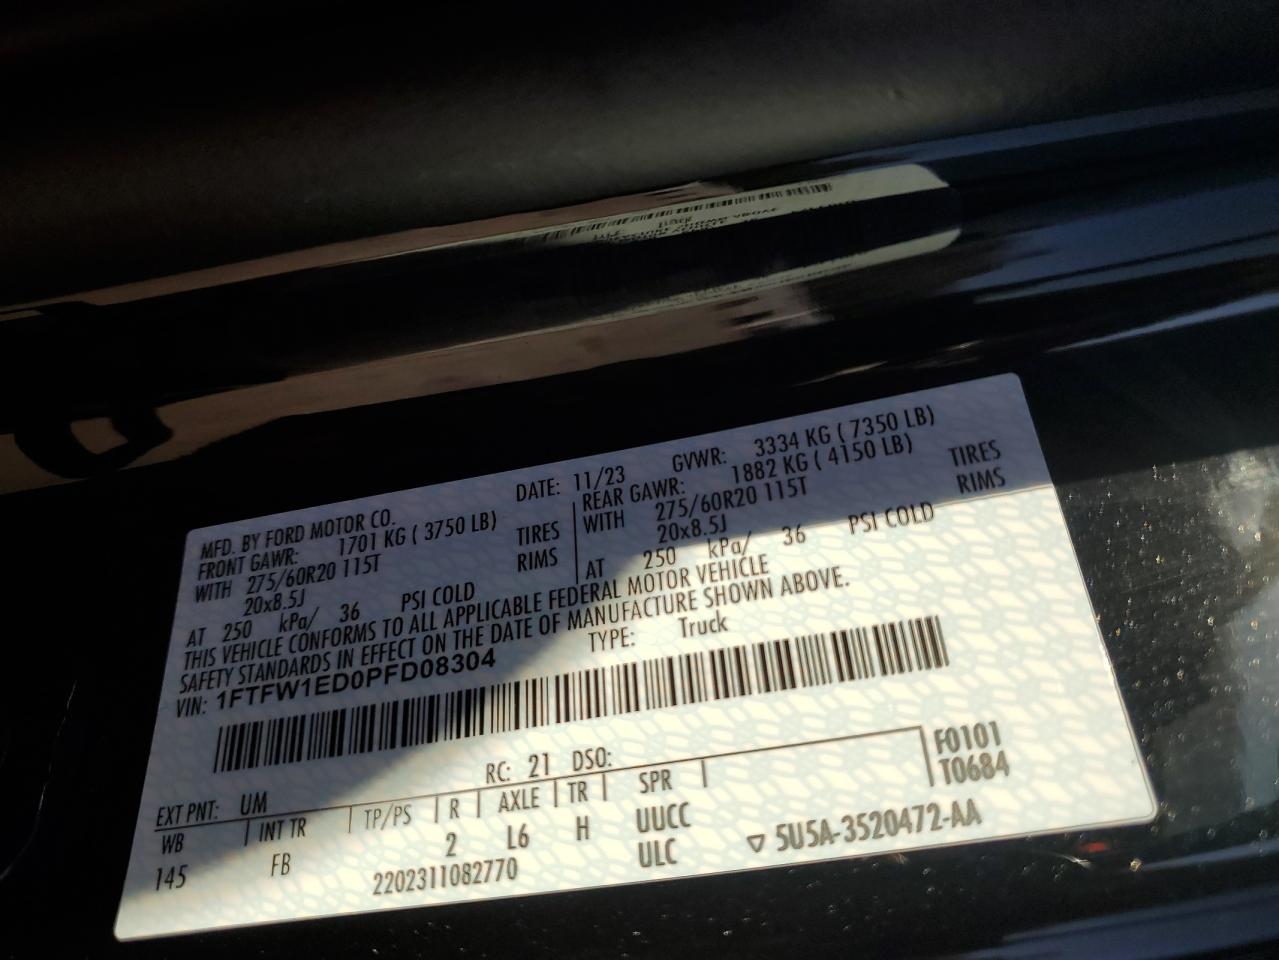 MFD. BY FORD MOTOR CO.
DATE: 11/23 GVWR: 3334 KG ( 7350 LB)
FRONT GAWR: 1701 KG ( 3750 LB)
REAR GAWR: 1882 KG ( 4150 LB)
WITH 275/60R20 115T TIRES
WITH 275/60R20 115T TIRES
20x8.5J RIMS
20x8.5J RIMS
AT 250 kPa/ 36 PSI COLD
AT 250 kPa/ 36 PSI COLD
THIS VEHICLE CONFORMS TO ALL APPLICABLE FEDERAL MOTOR VEHICLE
SAFETY STANDARDS IN EFFECT ON THE DATE OF MANUFACTURE SHOWN ABOVE.
VIN: 1FTFW1ED0PFD08304 TYPE: Truck
EXT PNT: UM RC: 21 DSO: F0101
WB INT TR TP/PS R AXLE TR SPR T0684
145 FB 2 L6 H UUCC
2202311082770 ULC ▽ 5U5A-3520472-AA